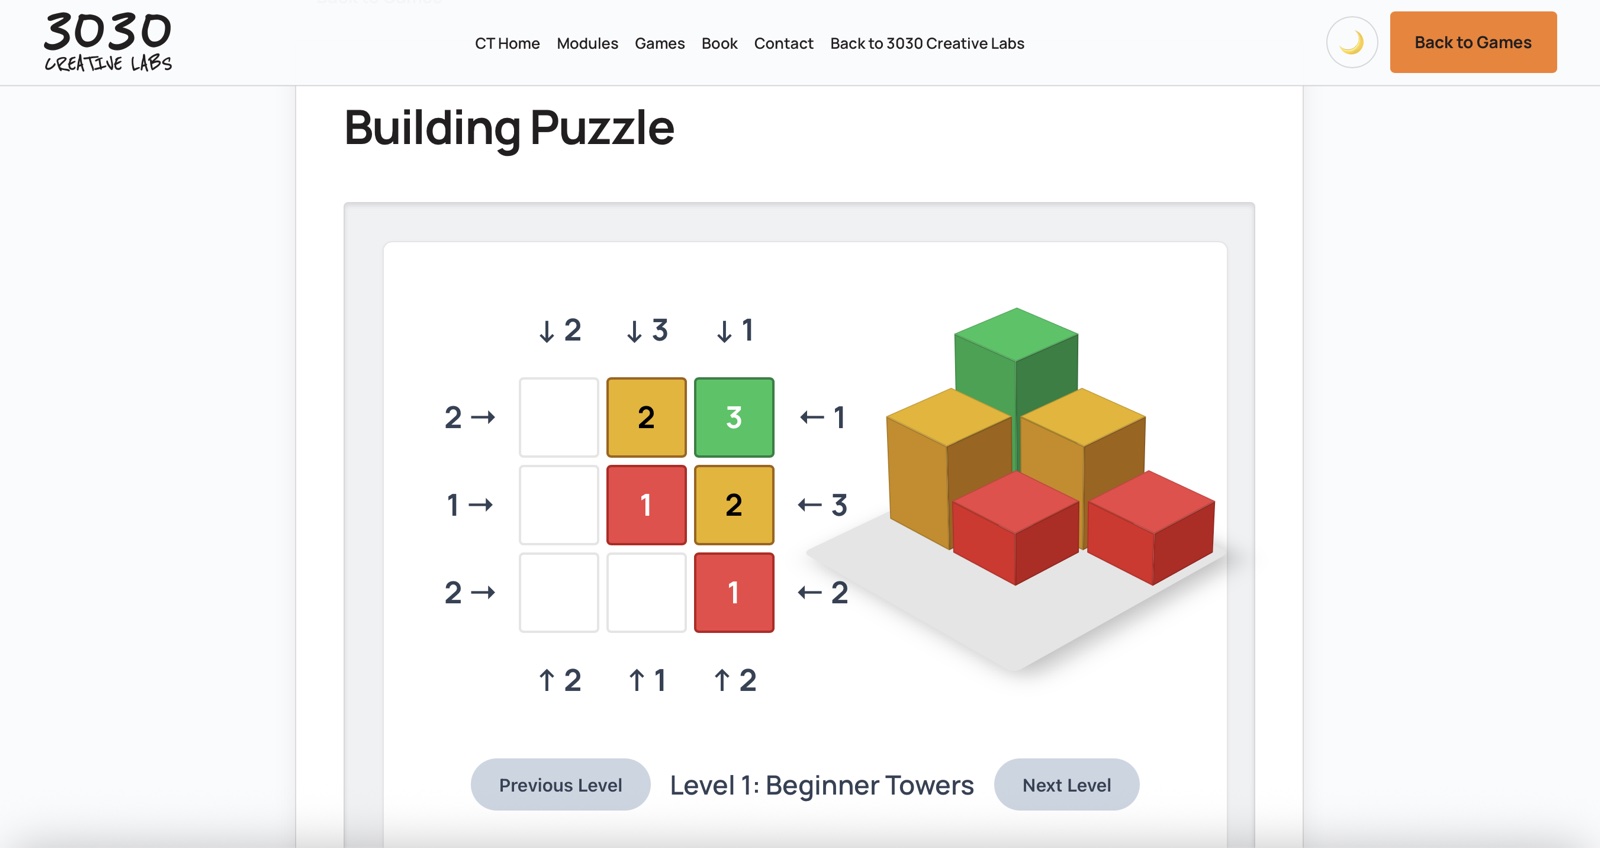 3030
CREATIVE LABS
CT Home Modules Games Book Contact Back to 3030 Creative Labs
Back to Games
Building Puzzle
↓ 2 ↓ 3 ↓ 1
2 → 2 3 ← 1
1 → 1 2 ← 3
2 → 1 ← 2
↑ 2 ↑ 1 ↑ 2
Previous Level Level 1: Beginner Towers Next Level